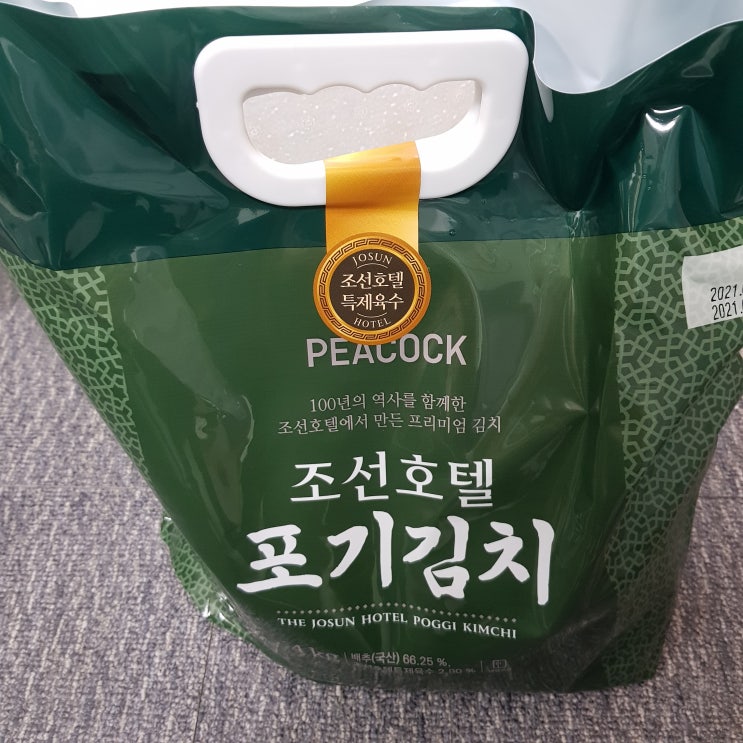 JOSUN
조선호텔
특제육수
HOTEL
PEACOCK
100년의 역사를 함께한
조선호텔에서 만든 프리미엄 김치
조선호텔
포기김치
THE JOSUN HOTEL POGGI KIMCHI
배추(국산) 66.25 %,
2021.
2021.